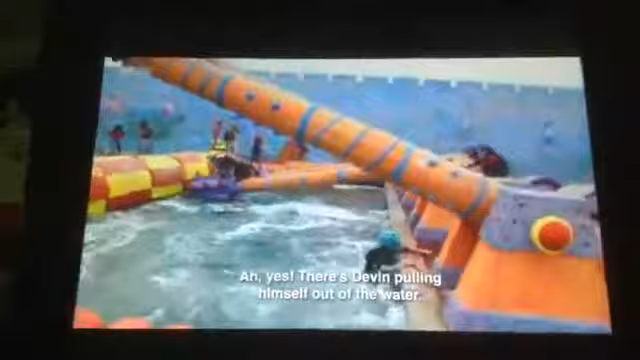 Ah, yes! There's Devin pulling
himself out of the water.